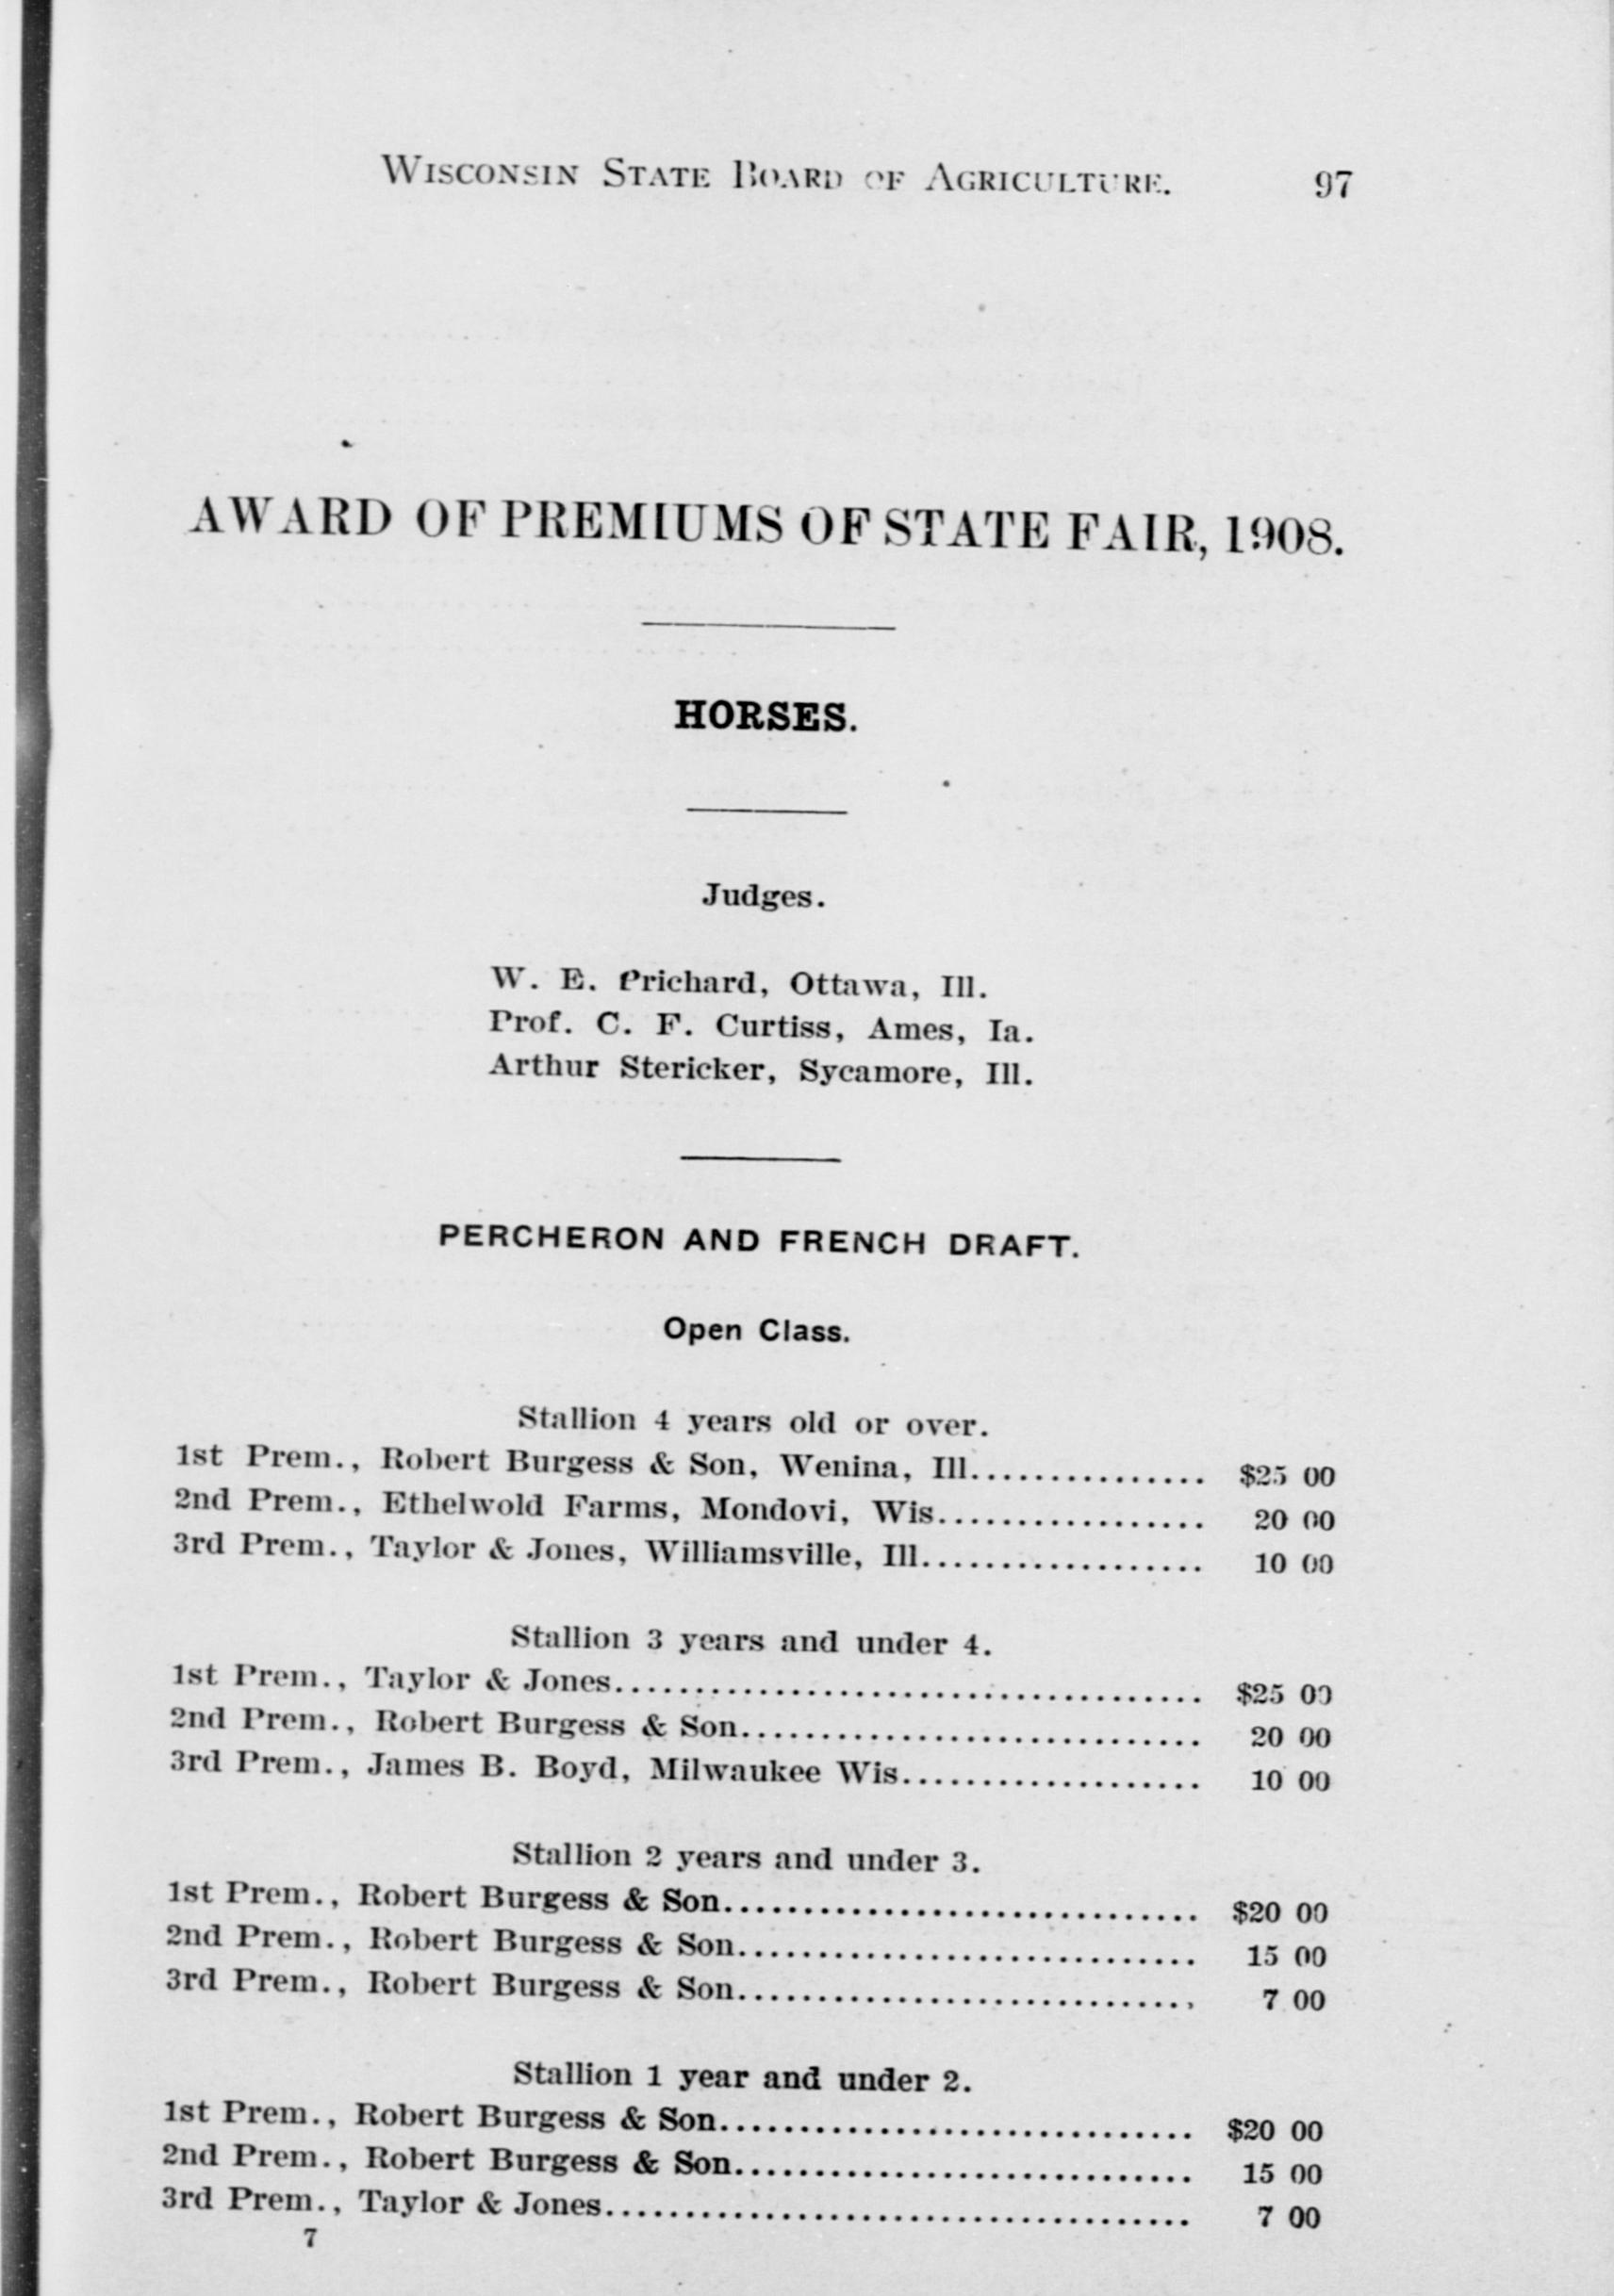 WISCONSIN STATE BOARD OF AGRICULTURE. 97
AWARD OF PREMIUMS OF STATE FAIR, 1908.
HORSES.
Judges.
W. E. Prichard, Ottawa, Ill.
Prof. C. F. Curtiss, Ames, Ia.
Arthur Stericker, Sycamore, Ill.
PERCHERON AND FRENCH DRAFT.
Open Class.
Stallion 4 years old or over.
1st Prem., Robert Burgess & Son, Wenina, Ill............... $25 00
2nd Prem., Ethelwold Farms, Mondovi, Wis................. 20 00
3rd Prem., Taylor & Jones, Williamsville, Ill.................. 10 00
Stallion 3 years and under 4.
1st Prem., Taylor & Jones..................................... $25 00
2nd Prem., Robert Burgess & Son............................. 20 00
3rd Prem., James B. Boyd, Milwaukee Wis................... 10 00
Stallion 2 years and under 3.
1st Prem., Robert Burgess & Son.............................. $20 00
2nd Prem., Robert Burgess & Son............................. 15 00
3rd Prem., Robert Burgess & Son............................. 7 00
Stallion 1 year and under 2.
1st Prem., Robert Burgess & Son.............................. $20 00
2nd Prem., Robert Burgess & Son............................. 15 00
3rd Prem., Taylor & Jones..................................... 7 00
7